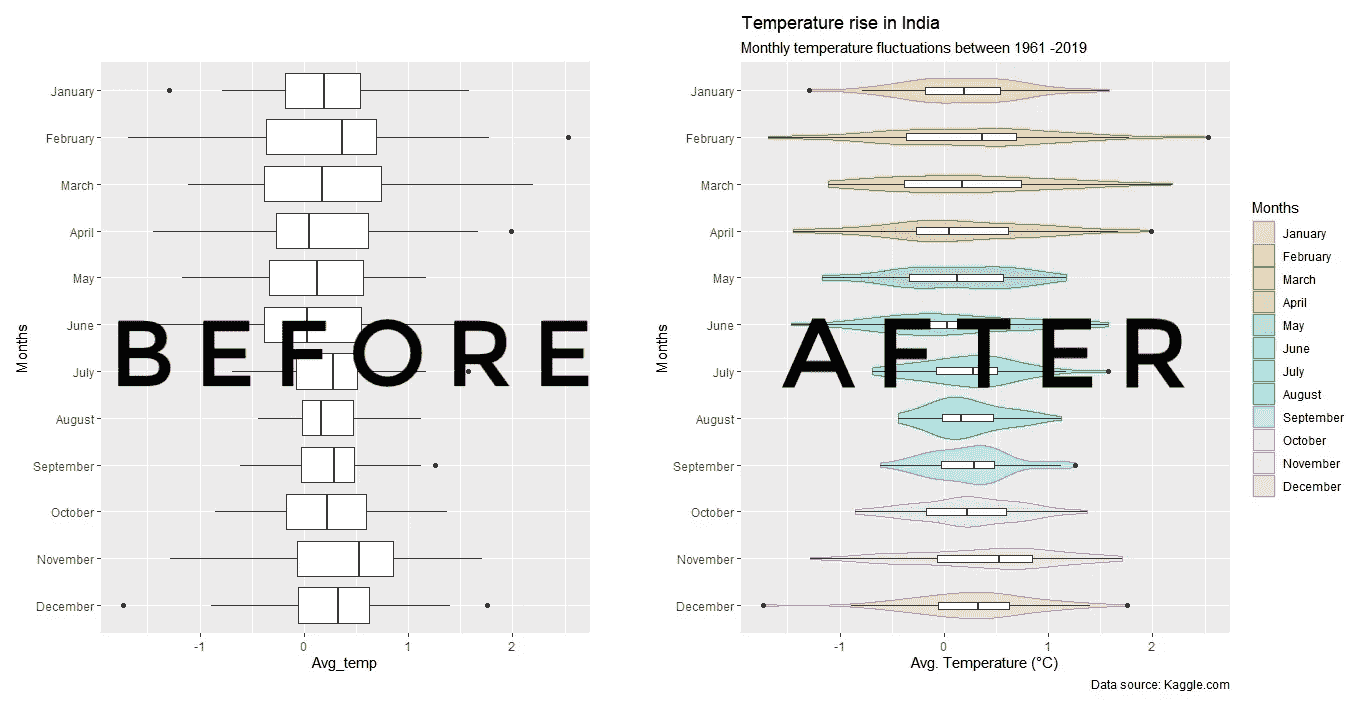 January
February
March
April
May
June
July
August
September
October
November
December
Months
-1 0 1 2
Avg_temp
BEFORE
Temperature rise in India
Monthly temperature fluctuations between 1961 -2019
January
February
March
April
May
June
July
August
September
October
November
December
Months
-1 0 1 2
Avg. Temperature (°C)
AFTER
Data source: Kaggle.com
Months
January
February
March
April
May
June
July
August
September
October
November
December